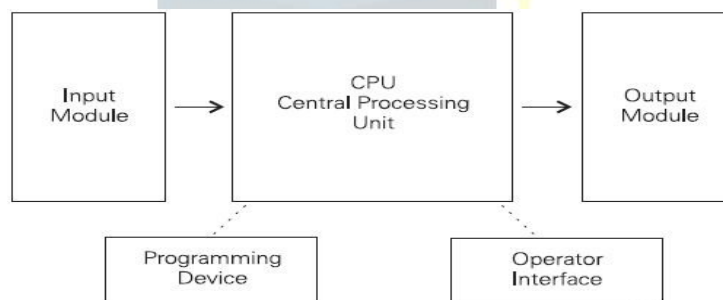 Input
Module
CPU
Central Processing
Unit
Output
Module
Programming
Device
Operator
Interface